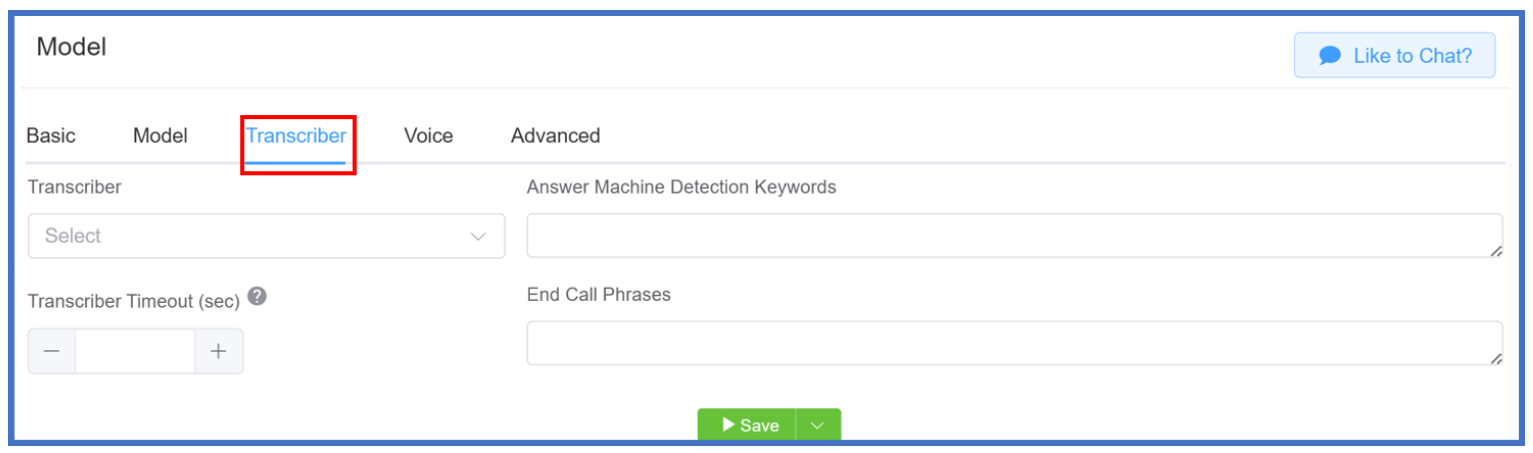 Model
Like to Chat?
Basic Model Transcriber Voice Advanced
Transcriber
Answer Machine Detection Keywords
Select
Transcriber Timeout (sec) ?
End Call Phrases
Save